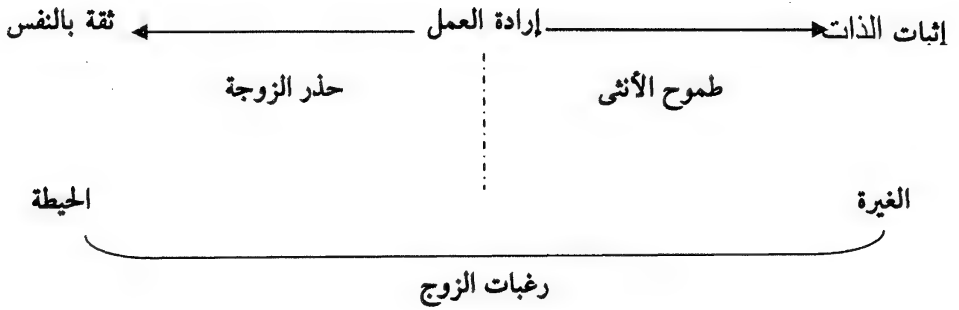 إثبات الذات إرادة العمل ثقة بالنفس
طموح الأنثى حذر الزوجة
الغيرة الحيطة
رغبات الزوج